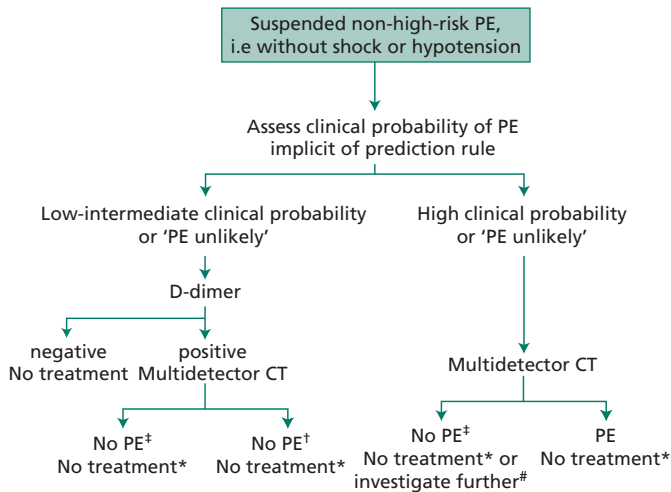 Suspended non-high-risk PE,
i.e without shock or hypotension
Assess clinical probability of PE
implicit of prediction rule
Low-intermediate clinical probability
or ‘PE unlikely’
High clinical probability
or ‘PE unlikely’
D-dimer
negative
No treatment
positive
Multidetector CT
Multidetector CT
No PE‡
No treatment*
No PE†
No treatment*
No PE‡
No treatment* or
investigate further#
PE
No treatment*